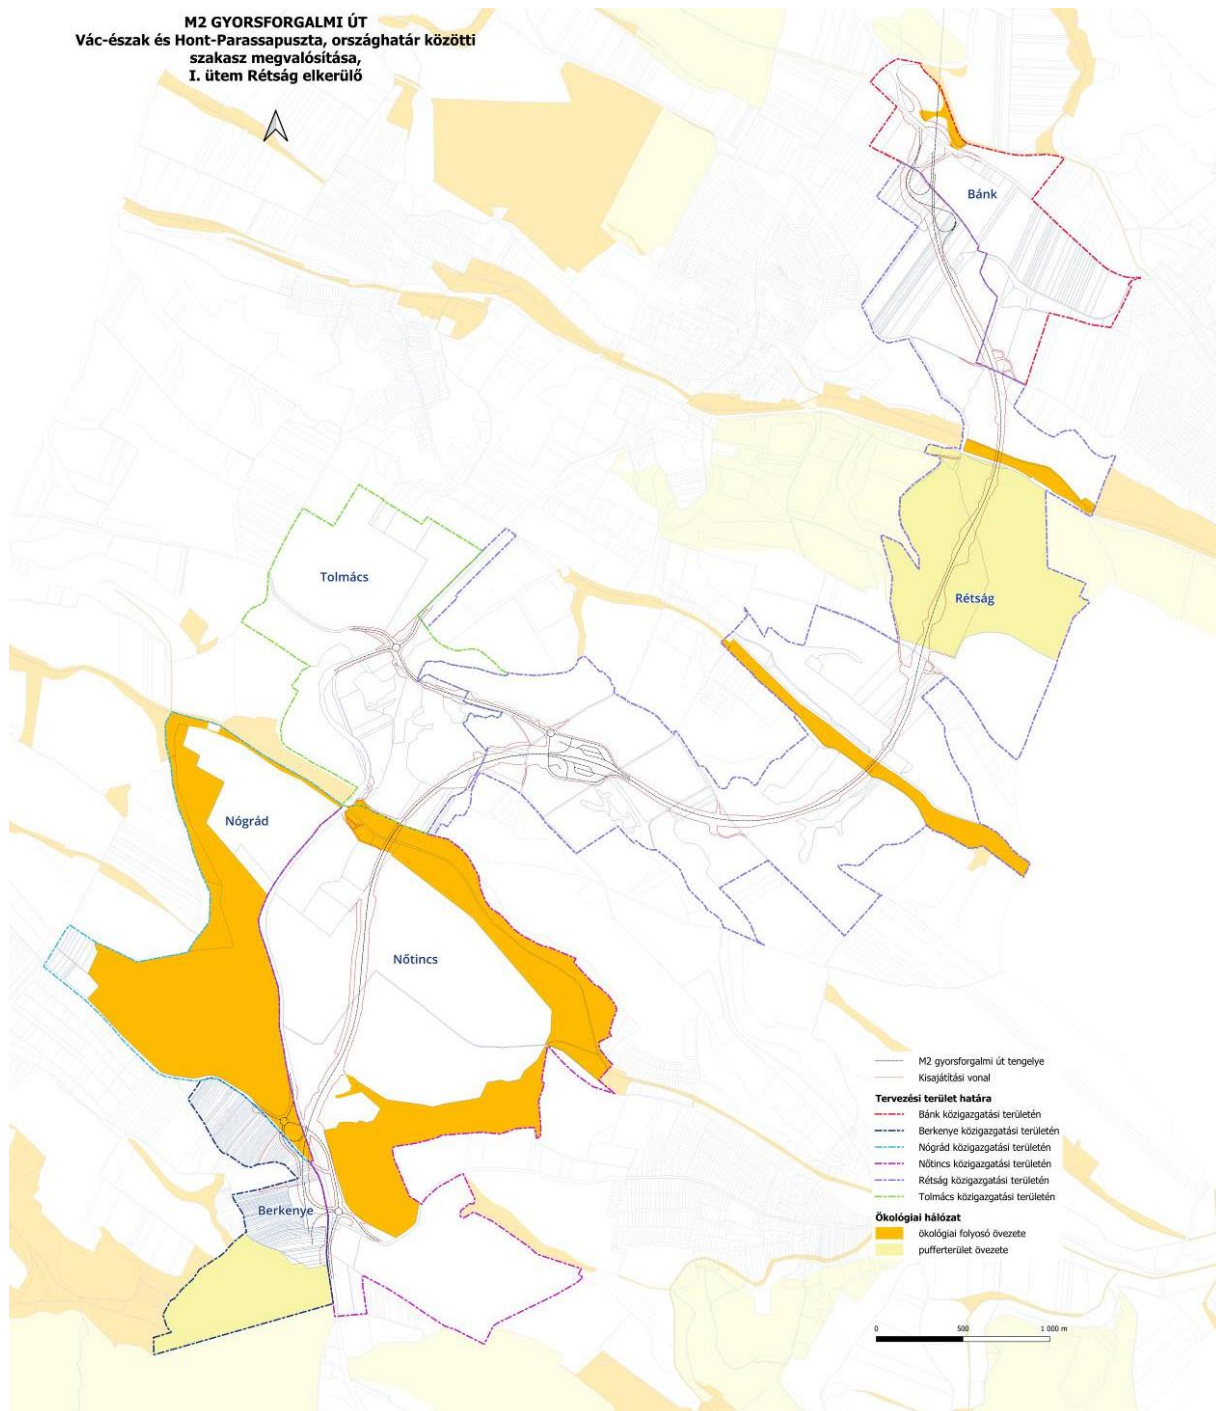 M2 GYORSFORGALMI ÚT
Vác-észak és Hont-Parassapuszta, országhatár közötti
szakasz megvalósítása,
I. ütem Rétság elkerülő
Bánk
Tolmács
Rétság
Nógrád
Nőtincs
Berkenye
M2 gyorsforgalmi út tengelye
Kisajátítási vonal
Tervezési terület határa
Bánk közigazgatási területén
Berkenye közigazgatási területén
Nógrád közigazgatási területén
Nőtincs közigazgatási területén
Rétság közigazgatási területén
Tolmács közigazgatási területén
Ökológiai hálózat
ökológiai folyosó övezete
pufferterület övezete
0 500 1 000 m